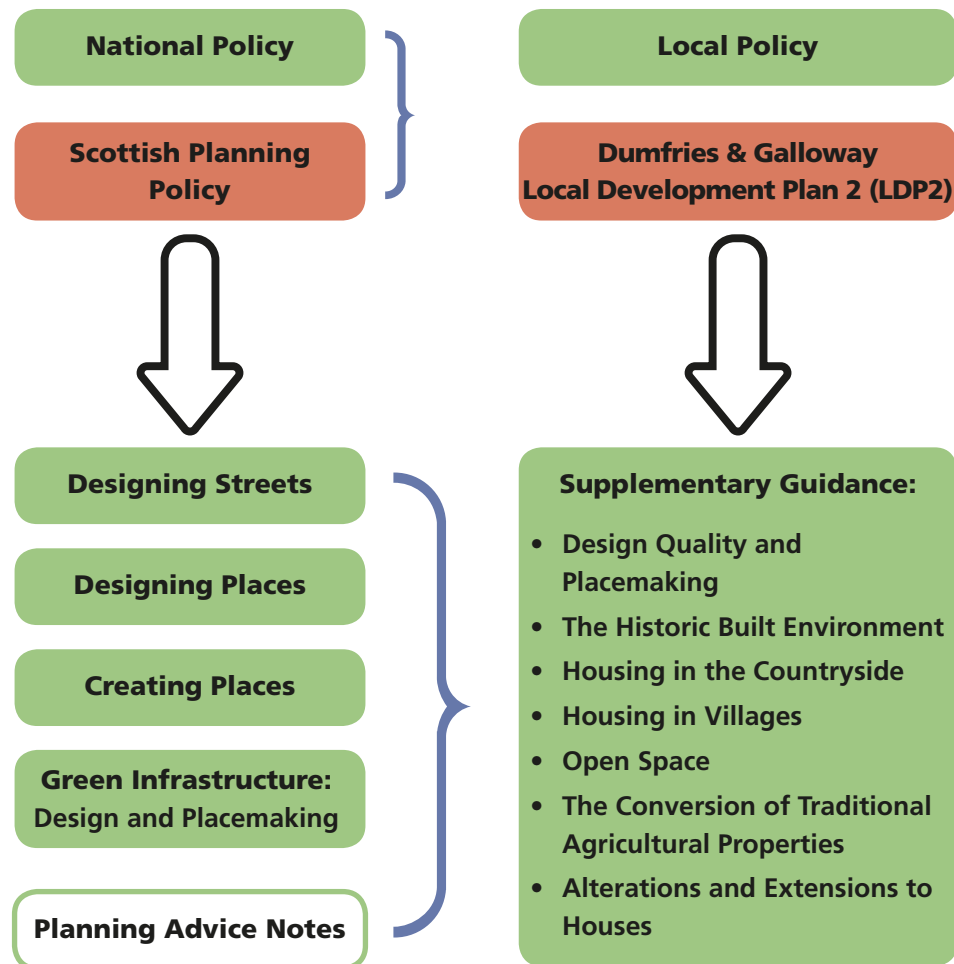 National Policy
Scottish Planning
Policy
Designing Streets
Designing Places
Creating Places
Green Infrastructure:
Design and Placemaking
Planning Advice Notes
Local Policy
Dumfries & Galloway
Local Development Plan 2 (LDP2)
Supplementary Guidance:
• Design Quality and
Placemaking
• The Historic Built Environment
• Housing in the Countryside
• Housing in Villages
• Open Space
• The Conversion of Traditional
Agricultural Properties
• Alterations and Extensions to
Houses